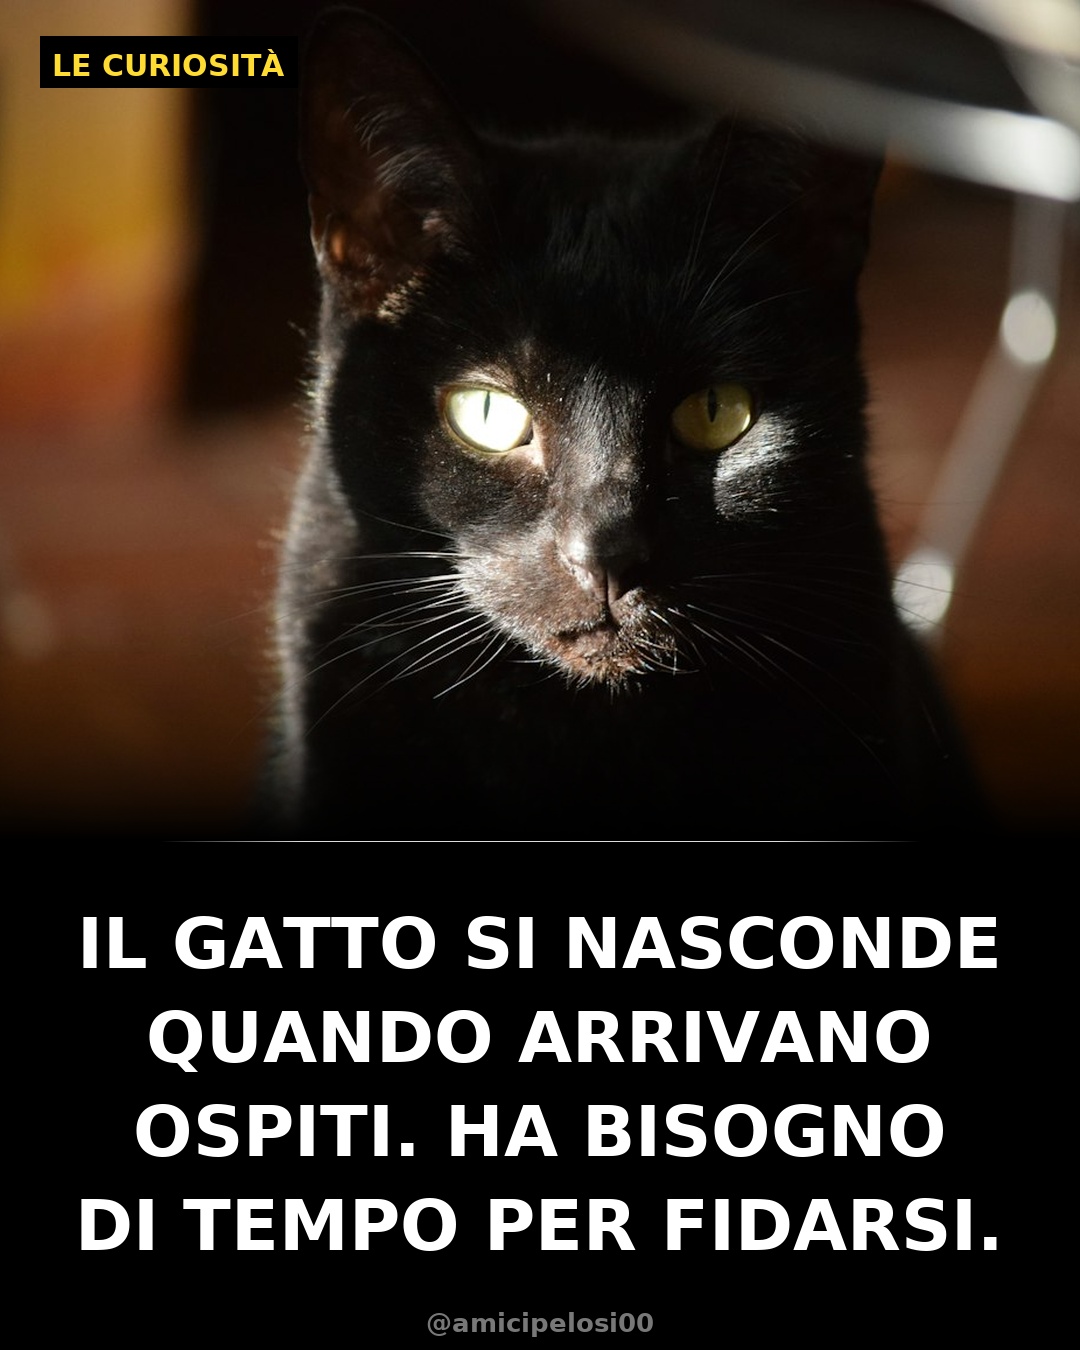 LE CURIOSITÀ
IL GATTO SI NASCONDE
QUANDO ARRIVANO
OSPITI. HA BISOGNO
DI TEMPO PER FIDARSI.
@amicipelosi00